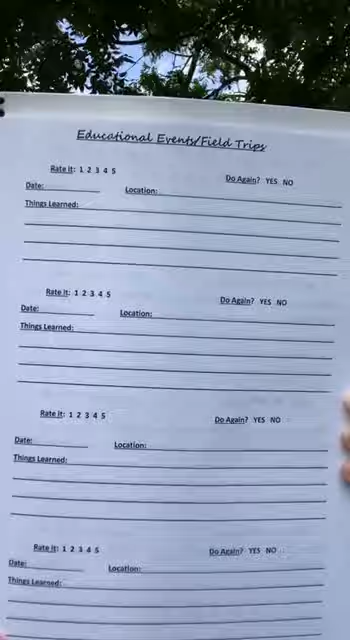 Educational Events/Field Trips
Rate it: 1 2 3 4 5 Do Again? YES NO
Date: Location:
Things Learned:
Rate it: 1 2 3 4 5 Do Again? YES NO
Date: Location:
Things Learned:
Rate it: 1 2 3 4 5 Do Again? YES NO
Date: Location:
Things Learned:
Rate it: 1 2 3 4 5 Do Again? YES NO
Date: Location:
Things Learned: